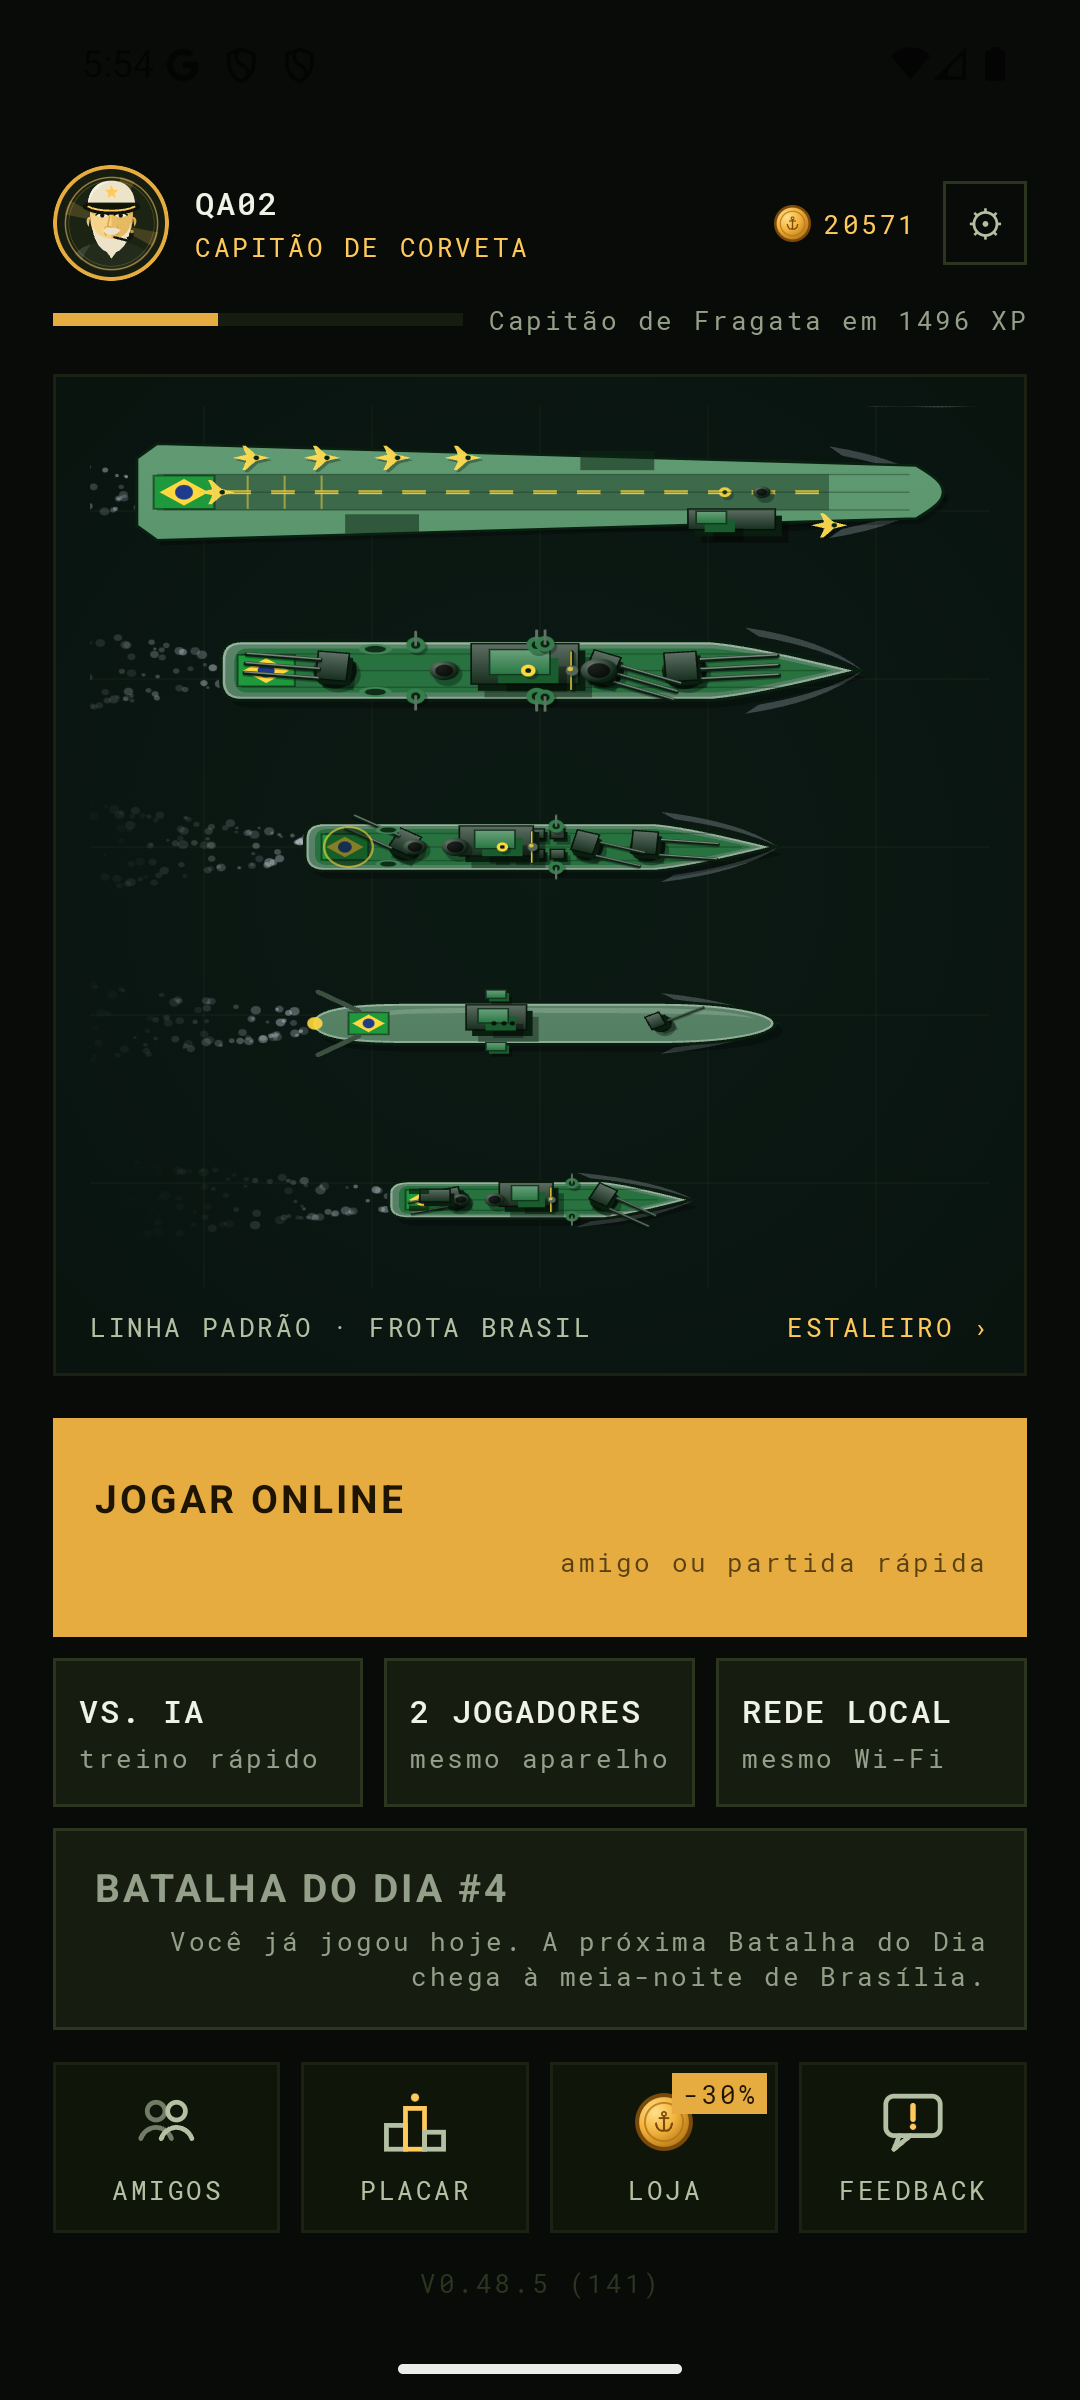 5:54
QA02
CAPITÃO DE CORVETA
20571
Capitão de Fragata em 1496 XP
LINHA PADRÃO · FROTA BRASIL
ESTALEIRO ›
JOGAR ONLINE
amigo ou partida rápida
VS. IA
treino rápido
2 JOGADORES
mesmo aparelho
REDE LOCAL
mesmo Wi-Fi
BATALHA DO DIA #4
Você já jogou hoje. A próxima Batalha do Dia
chega à meia-noite de Brasília.
AMIGOS
PLACAR
-30%
LOJA
FEEDBACK
V0.48.5 (141)